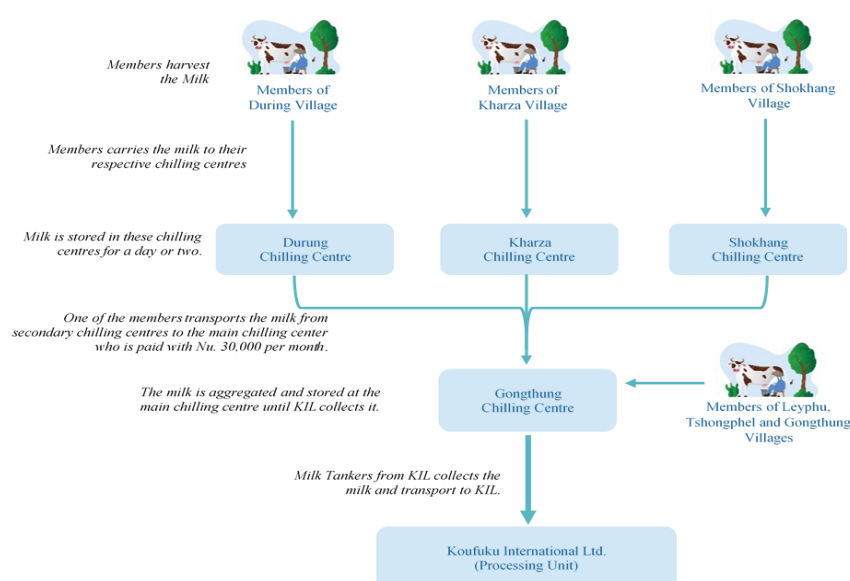 Members harvest
the Milk
Members of
During Village
Members of
Kharza Village
Members of Shokhang
Village
Members carries the milk to their
respective chilling centres
Milk is stored in these chilling
centres for a day or two.
Durung
Chilling Centre
Kharza
Chilling Centre
Shokhang
Chilling Centre
One of the members transports the milk from
secondary chilling centres to the main chilling center
who is paid with Nu. 30,000 per month.
The milk is aggregated and stored at the
main chilling centre until KIL collects it.
Gongthung
Chilling Centre
Members of Leyphu,
Tshongphel and Gongthung
Villages
Milk Tankers from KIL collects the
milk and transport to KIL.
Koufuku International Ltd.
(Processing Unit)